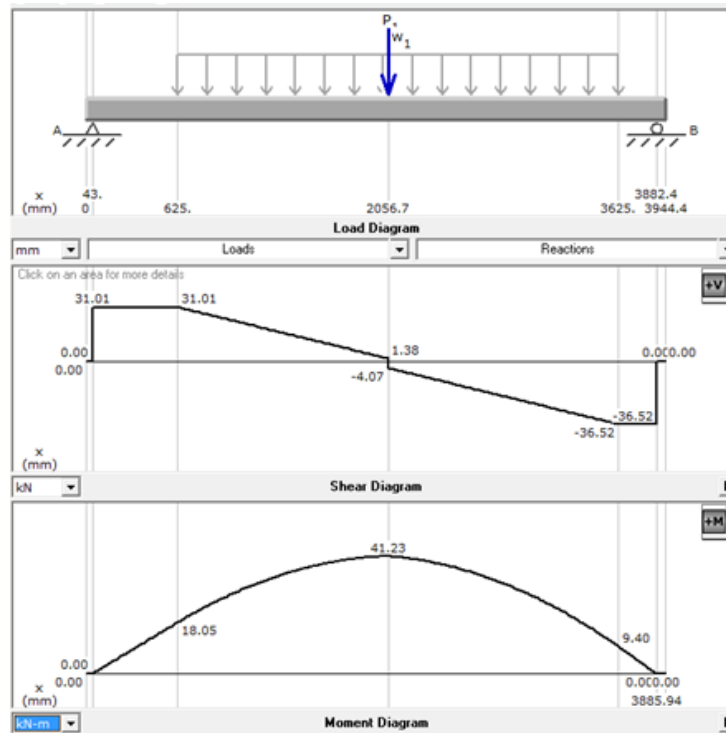 P₁
w₁
A
B
x 43. 3882.4
(mm) 0 625. 2056.7 3625. 3944.4
Load Diagram
mm Loads Reactions
Click on an area for more details
+V
31.01 31.01
0.00 1.38 0.000.00
0.00 -4.07
-36.52
-36.52
x
(mm)
kN Shear Diagram
+M
41.23
18.05 9.40
0.00
x 0.00 0.000.00
(mm) 3885.94
kN-m Moment Diagram